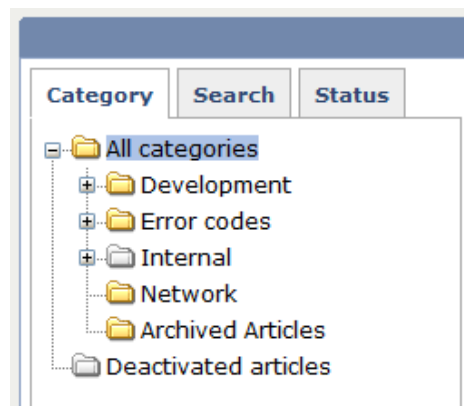 Category Search Status
All categories
Development
Error codes
Internal
Network
Archived Articles
Deactivated articles